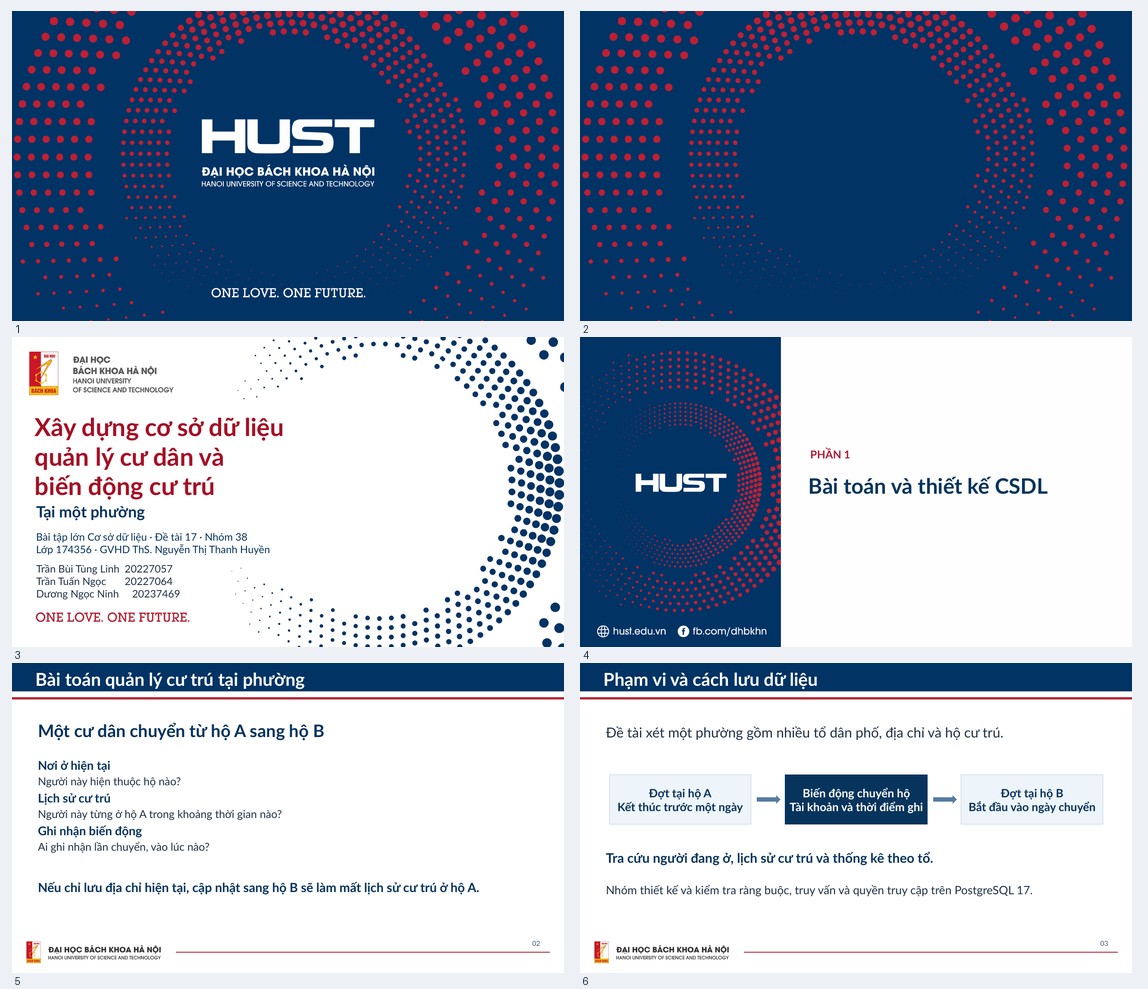 HUST
ĐẠI HỌC BÁCH KHOA HÀ NỘI
HANOI UNIVERSITY OF SCIENCE AND TECHNOLOGY
ONE LOVE. ONE FUTURE.
1
2
ĐẠI HỌC
BÁCH KHOA HÀ NỘI
HANOI UNIVERSITY
OF SCIENCE AND TECHNOLOGY
BÁCH KHOA
Xây dựng cơ sở dữ liệu
quản lý cư dân và
biến động cư trú
Tại một phường
Bài tập lớn Cơ sở dữ liệu · Đề tài 17 · Nhóm 38
Lớp 174356 · GVHD ThS. Nguyễn Thị Thanh Huyền
Trần Bùi Tùng Linh 20227057
Trần Tuấn Ngọc 20227064
Dương Ngọc Ninh 20237469
ONE LOVE. ONE FUTURE.
3
HUST
hust.edu.vn fb.com/dhbkhn
PHẦN 1
Bài toán và thiết kế CSDL
4
Bài toán quản lý cư trú tại phường
Một cư dân chuyển từ hộ A sang hộ B
Nơi ở hiện tại
Người này hiện thuộc hộ nào?
Lịch sử cư trú
Người này từng ở hộ A trong khoảng thời gian nào?
Ghi nhận biến động
Ai ghi nhận lần chuyển, vào lúc nào?
Nếu chỉ lưu địa chỉ hiện tại, cập nhật sang hộ B sẽ làm mất lịch sử cư trú ở hộ A.
02
ĐẠI HỌC BÁCH KHOA HÀ NỘI
HANOI UNIVERSITY OF SCIENCE AND TECHNOLOGY
5
Phạm vi và cách lưu dữ liệu
Đề tài xét một phường gồm nhiều tổ dân phố, địa chỉ và hộ cư trú.
Đợt tại hộ A
Kết thúc trước một ngày
Biến động chuyển hộ
Tài khoản và thời điểm ghi
Đợt tại hộ B
Bắt đầu vào ngày chuyển
Tra cứu người đang ở, lịch sử cư trú và thống kê theo tổ.
Nhóm thiết kế và kiểm tra ràng buộc, truy vấn và quyền truy cập trên PostgreSQL 17.
03
ĐẠI HỌC BÁCH KHOA HÀ NỘI
HANOI UNIVERSITY OF SCIENCE AND TECHNOLOGY
6